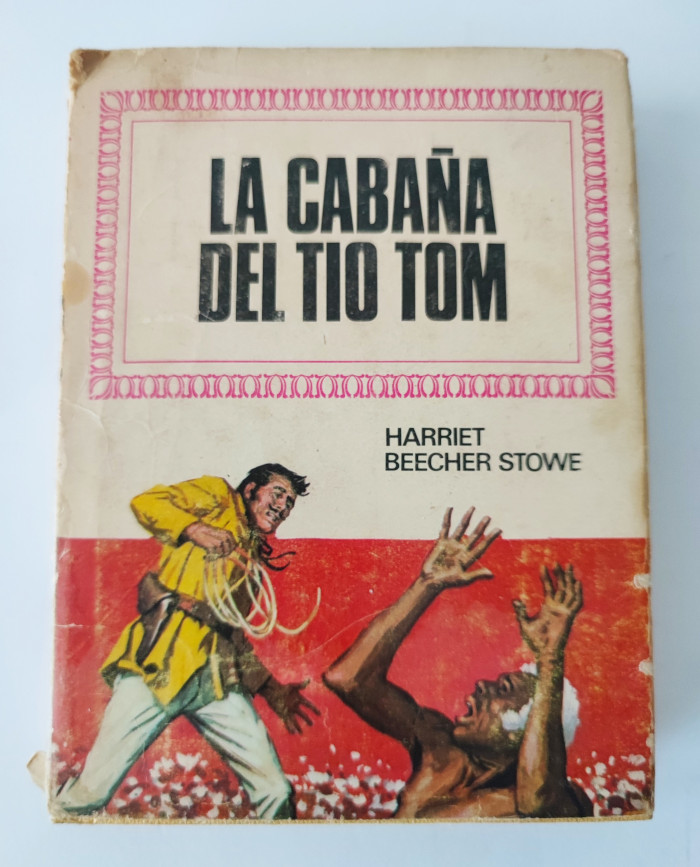 LA CABAÑA
DEL TIO TOM
HARRIET
BEECHER STOWE